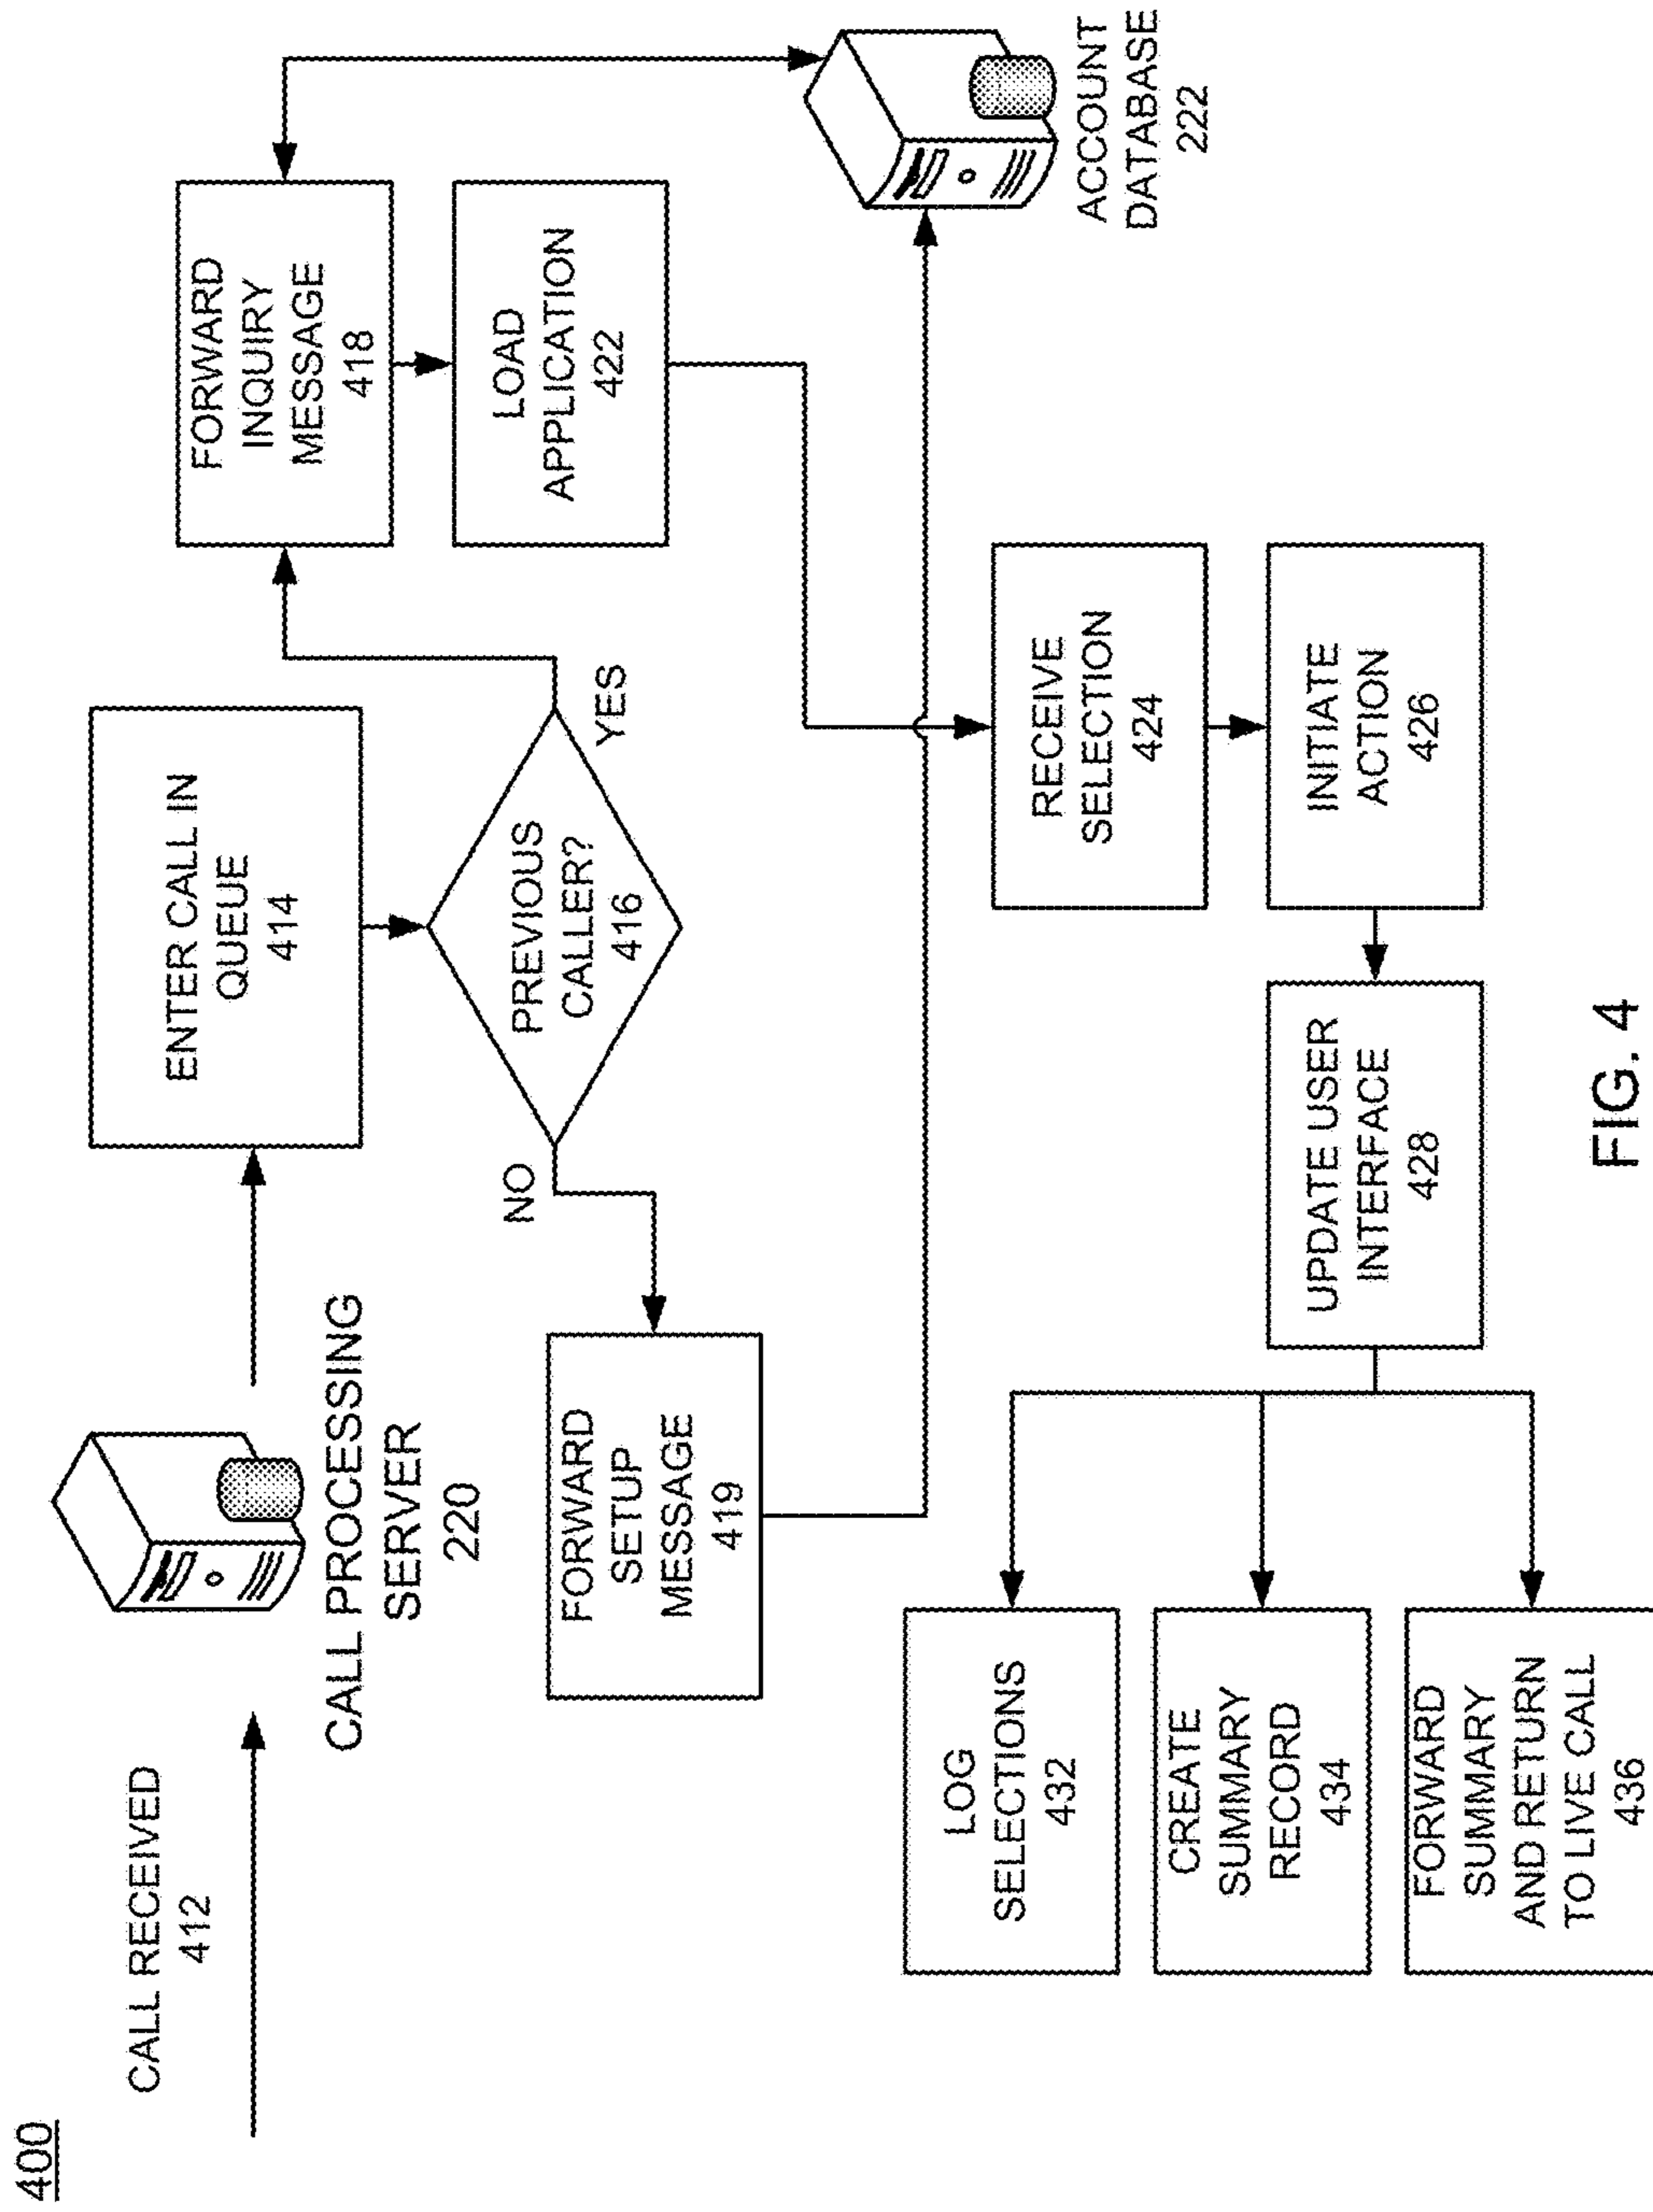 400
CALL RECEIVED
412
CALL PROCESSING
SERVER
220
ENTER CALL IN
QUEUE
414
PREVIOUS
CALLER?
416
YES
NO
FORWARD
INQUIRY
MESSAGE
418
LOAD
APPLICATION
422
FORWARD
SETUP
MESSAGE
419
ACCOUNT
DATABASE
222
RECEIVE
SELECTION
424
INITIATE
ACTION
426
UPDATE USER
INTERFACE
428
LOG
SELECTIONS
432
CREATE
SUMMARY
RECORD
434
FORWARD
SUMMARY
AND RETURN
TO LIVE CALL
436
FIG. 4